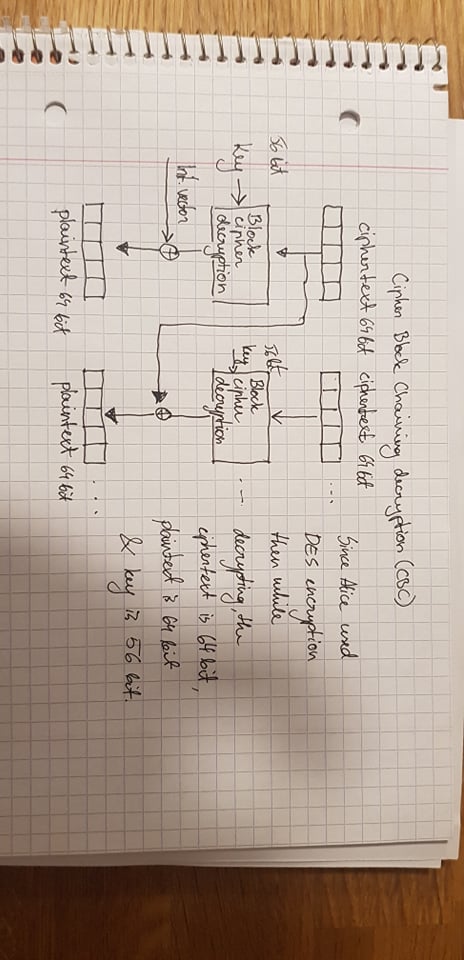 Cipher Block Chaining decryption (CBC)
ciphertext 64 bit ciphertext 64 bit
...
56 bit
Key
Block
cipher
decryption
56 bit
key
Block
cipher
decryption
...
Int. vector
+
+
...
plaintext 64 bit
plaintext 64 bit
Since Alice used
DES encryption
then while
decrypting, the
ciphertext is 64 bit,
plaintext is 64 bit
& key is 56 bit.